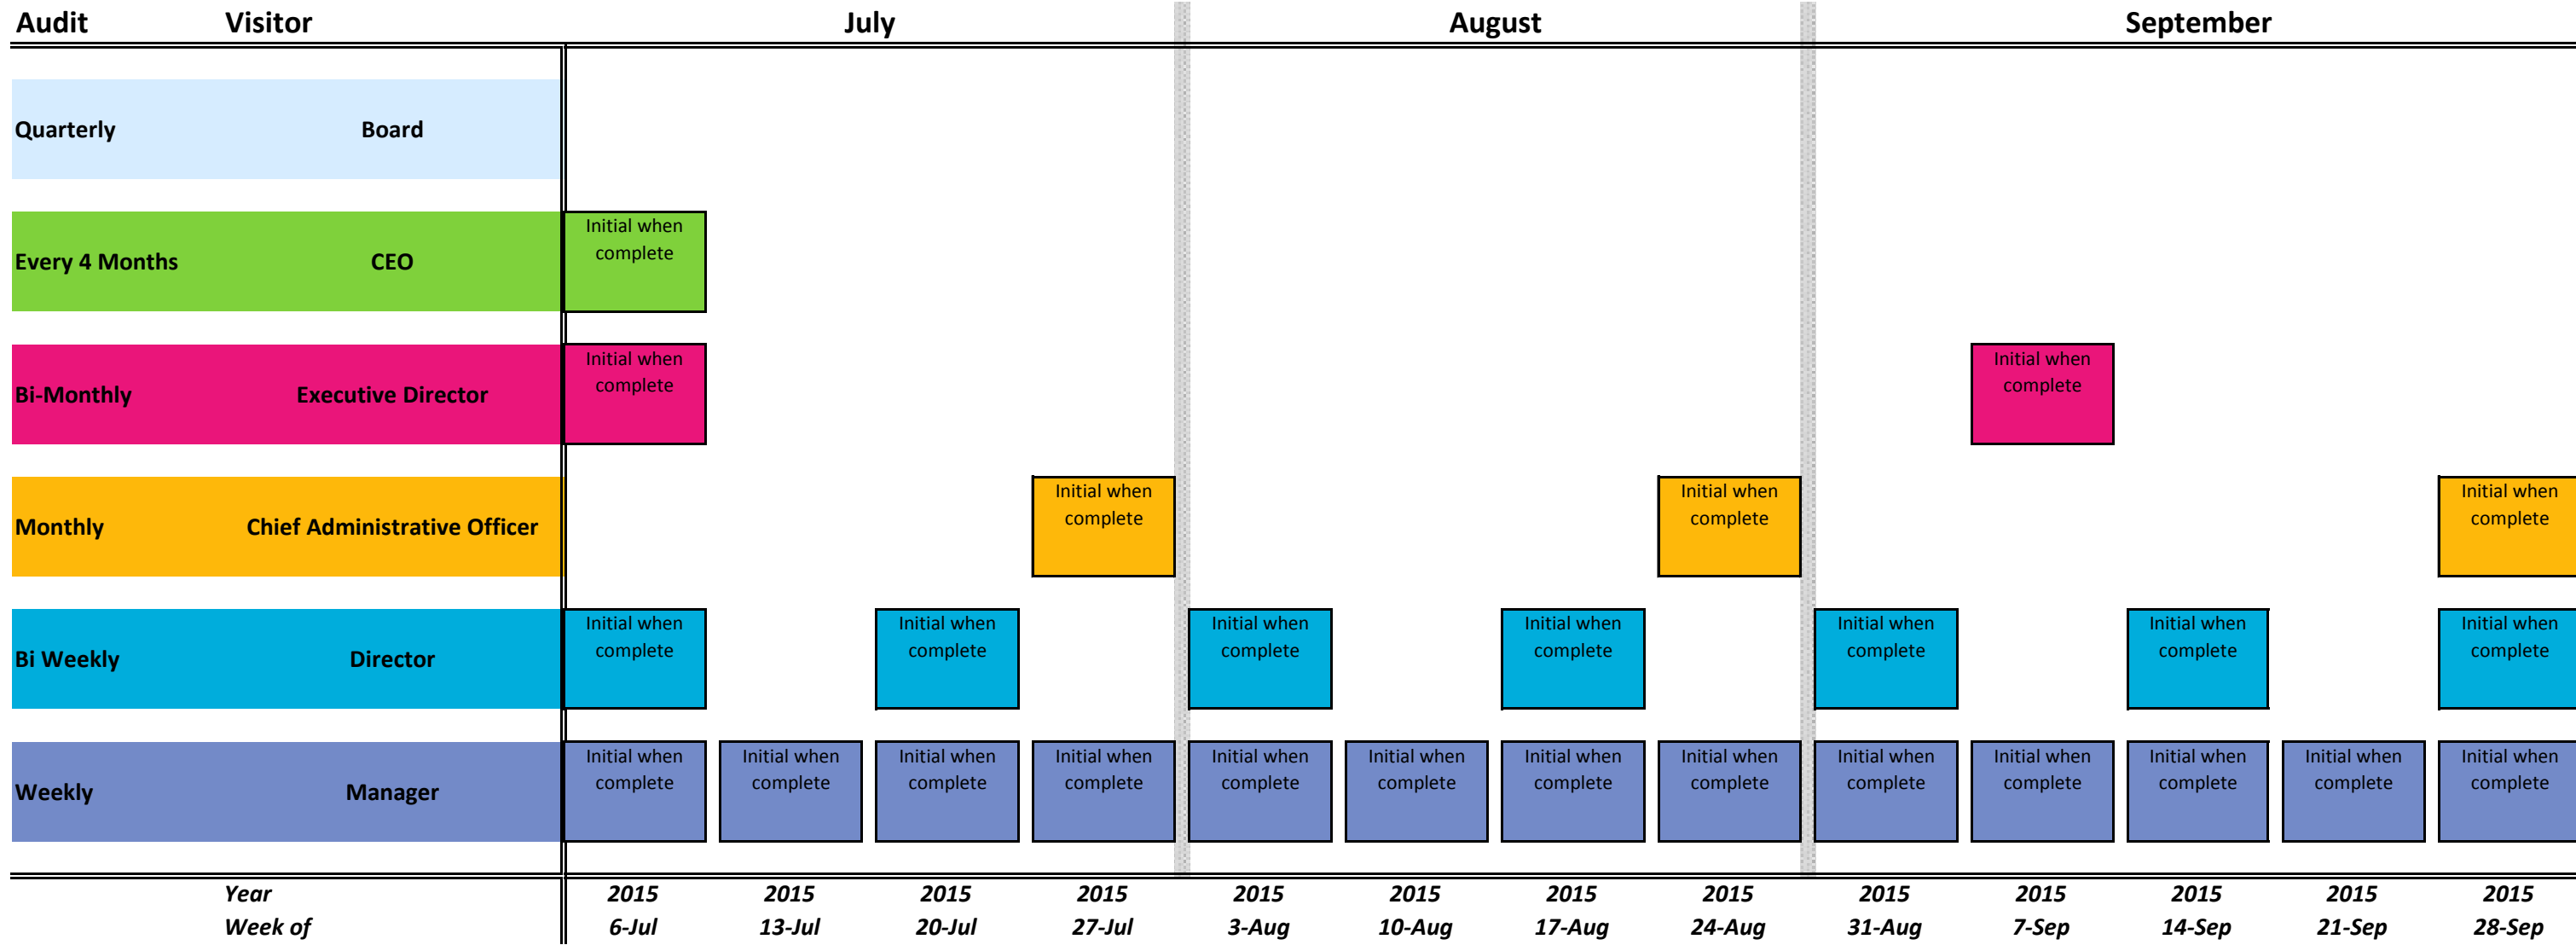 Audit Visitor July August September
Quarterly Board
Every 4 Months CEO
Initial when
complete
Bi-Monthly Executive Director
Initial when Initial when
complete complete
Monthly Chief Administrative Officer
Initial when Initial when Initial when
complete complete complete
Bi Weekly Director
Initial when Initial when Initial when Initial when Initial when Initial when Initial when
complete complete complete complete complete complete complete
Weekly Manager
Initial when Initial when Initial when Initial when Initial when Initial when Initial when Initial when Initial when Initial when Initial when Initial when Initial when
complete complete complete complete complete complete complete complete complete complete complete complete complete
Year 2015 2015 2015 2015 2015 2015 2015 2015 2015 2015 2015 2015 2015
Week of 6-Jul 13-Jul 20-Jul 27-Jul 3-Aug 10-Aug 17-Aug 24-Aug 31-Aug 7-Sep 14-Sep 21-Sep 28-Sep